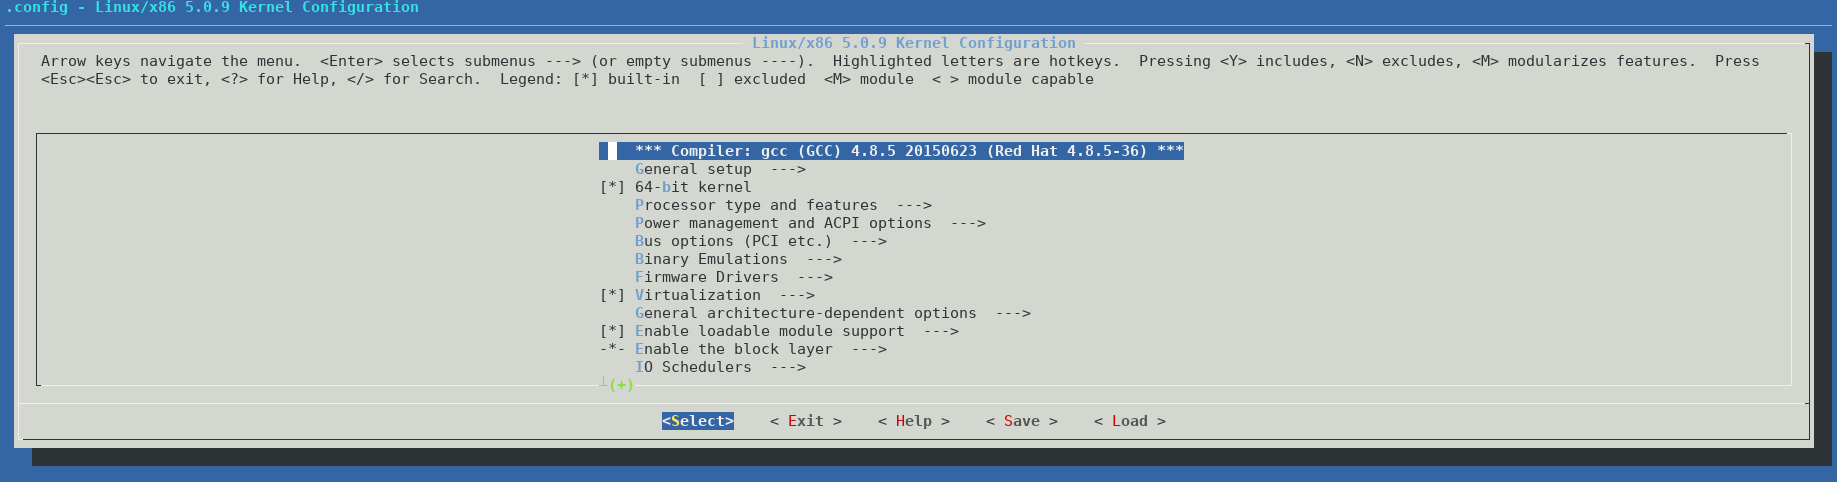 .config - Linux/x86 5.0.9 Kernel Configuration
Linux/x86 5.0.9 Kernel Configuration
Arrow keys navigate the menu.  <Enter> selects submenus ---> (or empty submenus ----).  Highlighted letters are hotkeys.  Pressing <Y> includes, <N> excludes, <M> modularizes features.  Press
<Esc><Esc> to exit, <?> for Help, </> for Search.  Legend: [*] built-in  [ ] excluded  <M> module  < > module capable
*** Compiler: gcc (GCC) 4.8.5 20150623 (Red Hat 4.8.5-36) ***
General setup  --->
[*] 64-bit kernel
Processor type and features  --->
Power management and ACPI options  --->
Bus options (PCI etc.)  --->
Binary Emulations  --->
Firmware Drivers  --->
[*] Virtualization  --->
General architecture-dependent options  --->
[*] Enable loadable module support  --->
-*- Enable the block layer  --->
IO Schedulers  --->
(+)
<Select>    < Exit >    < Help >    < Save >    < Load >